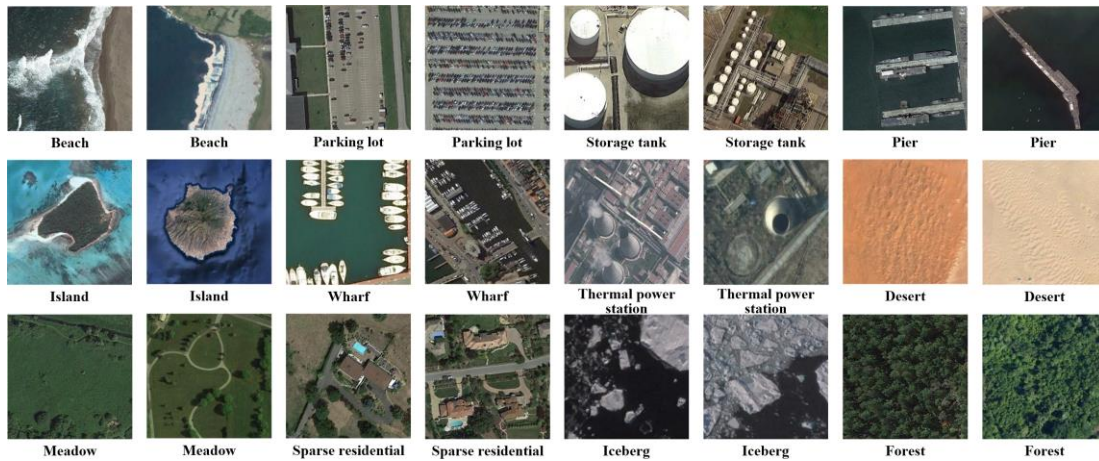 Beach Beach Parking lot Parking lot Storage tank Storage tank Pier Pier
Island Island Wharf Wharf Thermal power station Thermal power station Desert Desert
Meadow Meadow Sparse residential Sparse residential Iceberg Iceberg Forest Forest